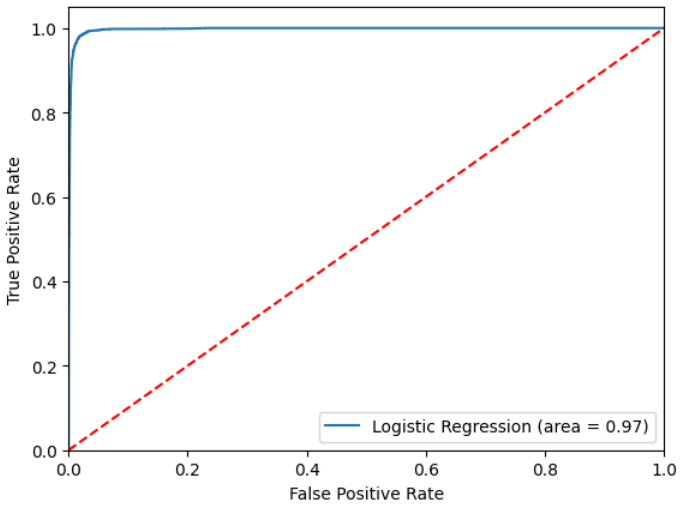 1.0
0.8
0.6
0.4
0.2
0.0
True Positive Rate
Logistic Regression (area = 0.97)
0.0 0.2 0.4 0.6 0.8 1.0
False Positive Rate